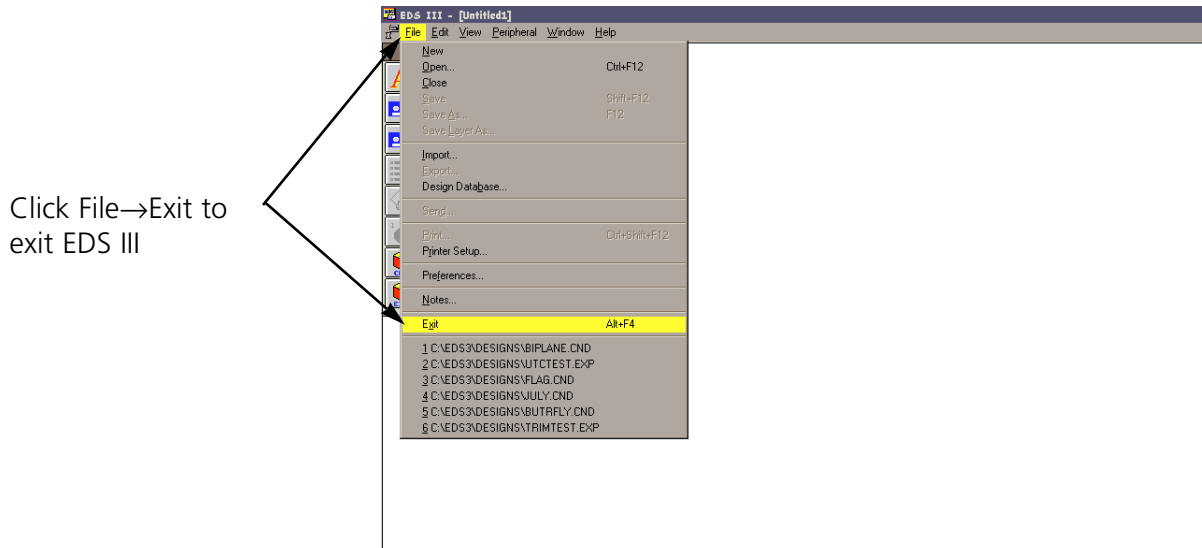 EDS III - [Untitled1]
File Edit View Peripheral Window Help
New
Open... Ctrl+F12
Close
Save Shift+F12
Save As... F12
Save Layer As...
Import...
Export...
Design Database...
Send...
Print... Ctrl+Shift+F12
Printer Setup...
Preferences...
Notes...
Exit Alt+F4
1 C:\EDS3\DESIGNS\BIPLANE.CND
2 C:\EDS3\DESIGNS\UTCTEST.EXP
3 C:\EDS3\DESIGNS\FLAG.CND
4 C:\EDS3\DESIGNS\JULY.CND
5 C:\EDS3\DESIGNS\BUTRFLY.CND
6 C:\EDS3\DESIGNS\TRIMTEST.EXP
Click File→Exit to
exit EDS III